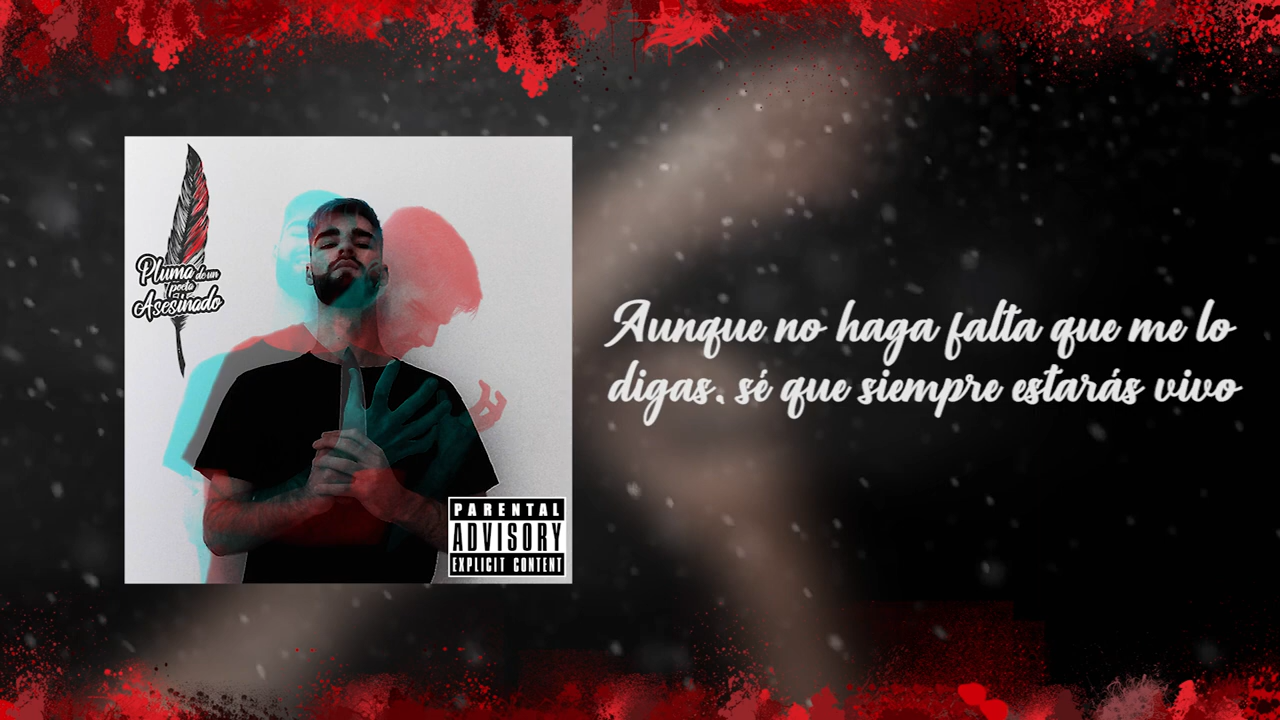 Pluma de un
poeta
Asesinado
Aunque no haga falta que me lo
digas, sé que siempre estarás vivo
PARENTAL
ADVISORY
EXPLICIT CONTENT